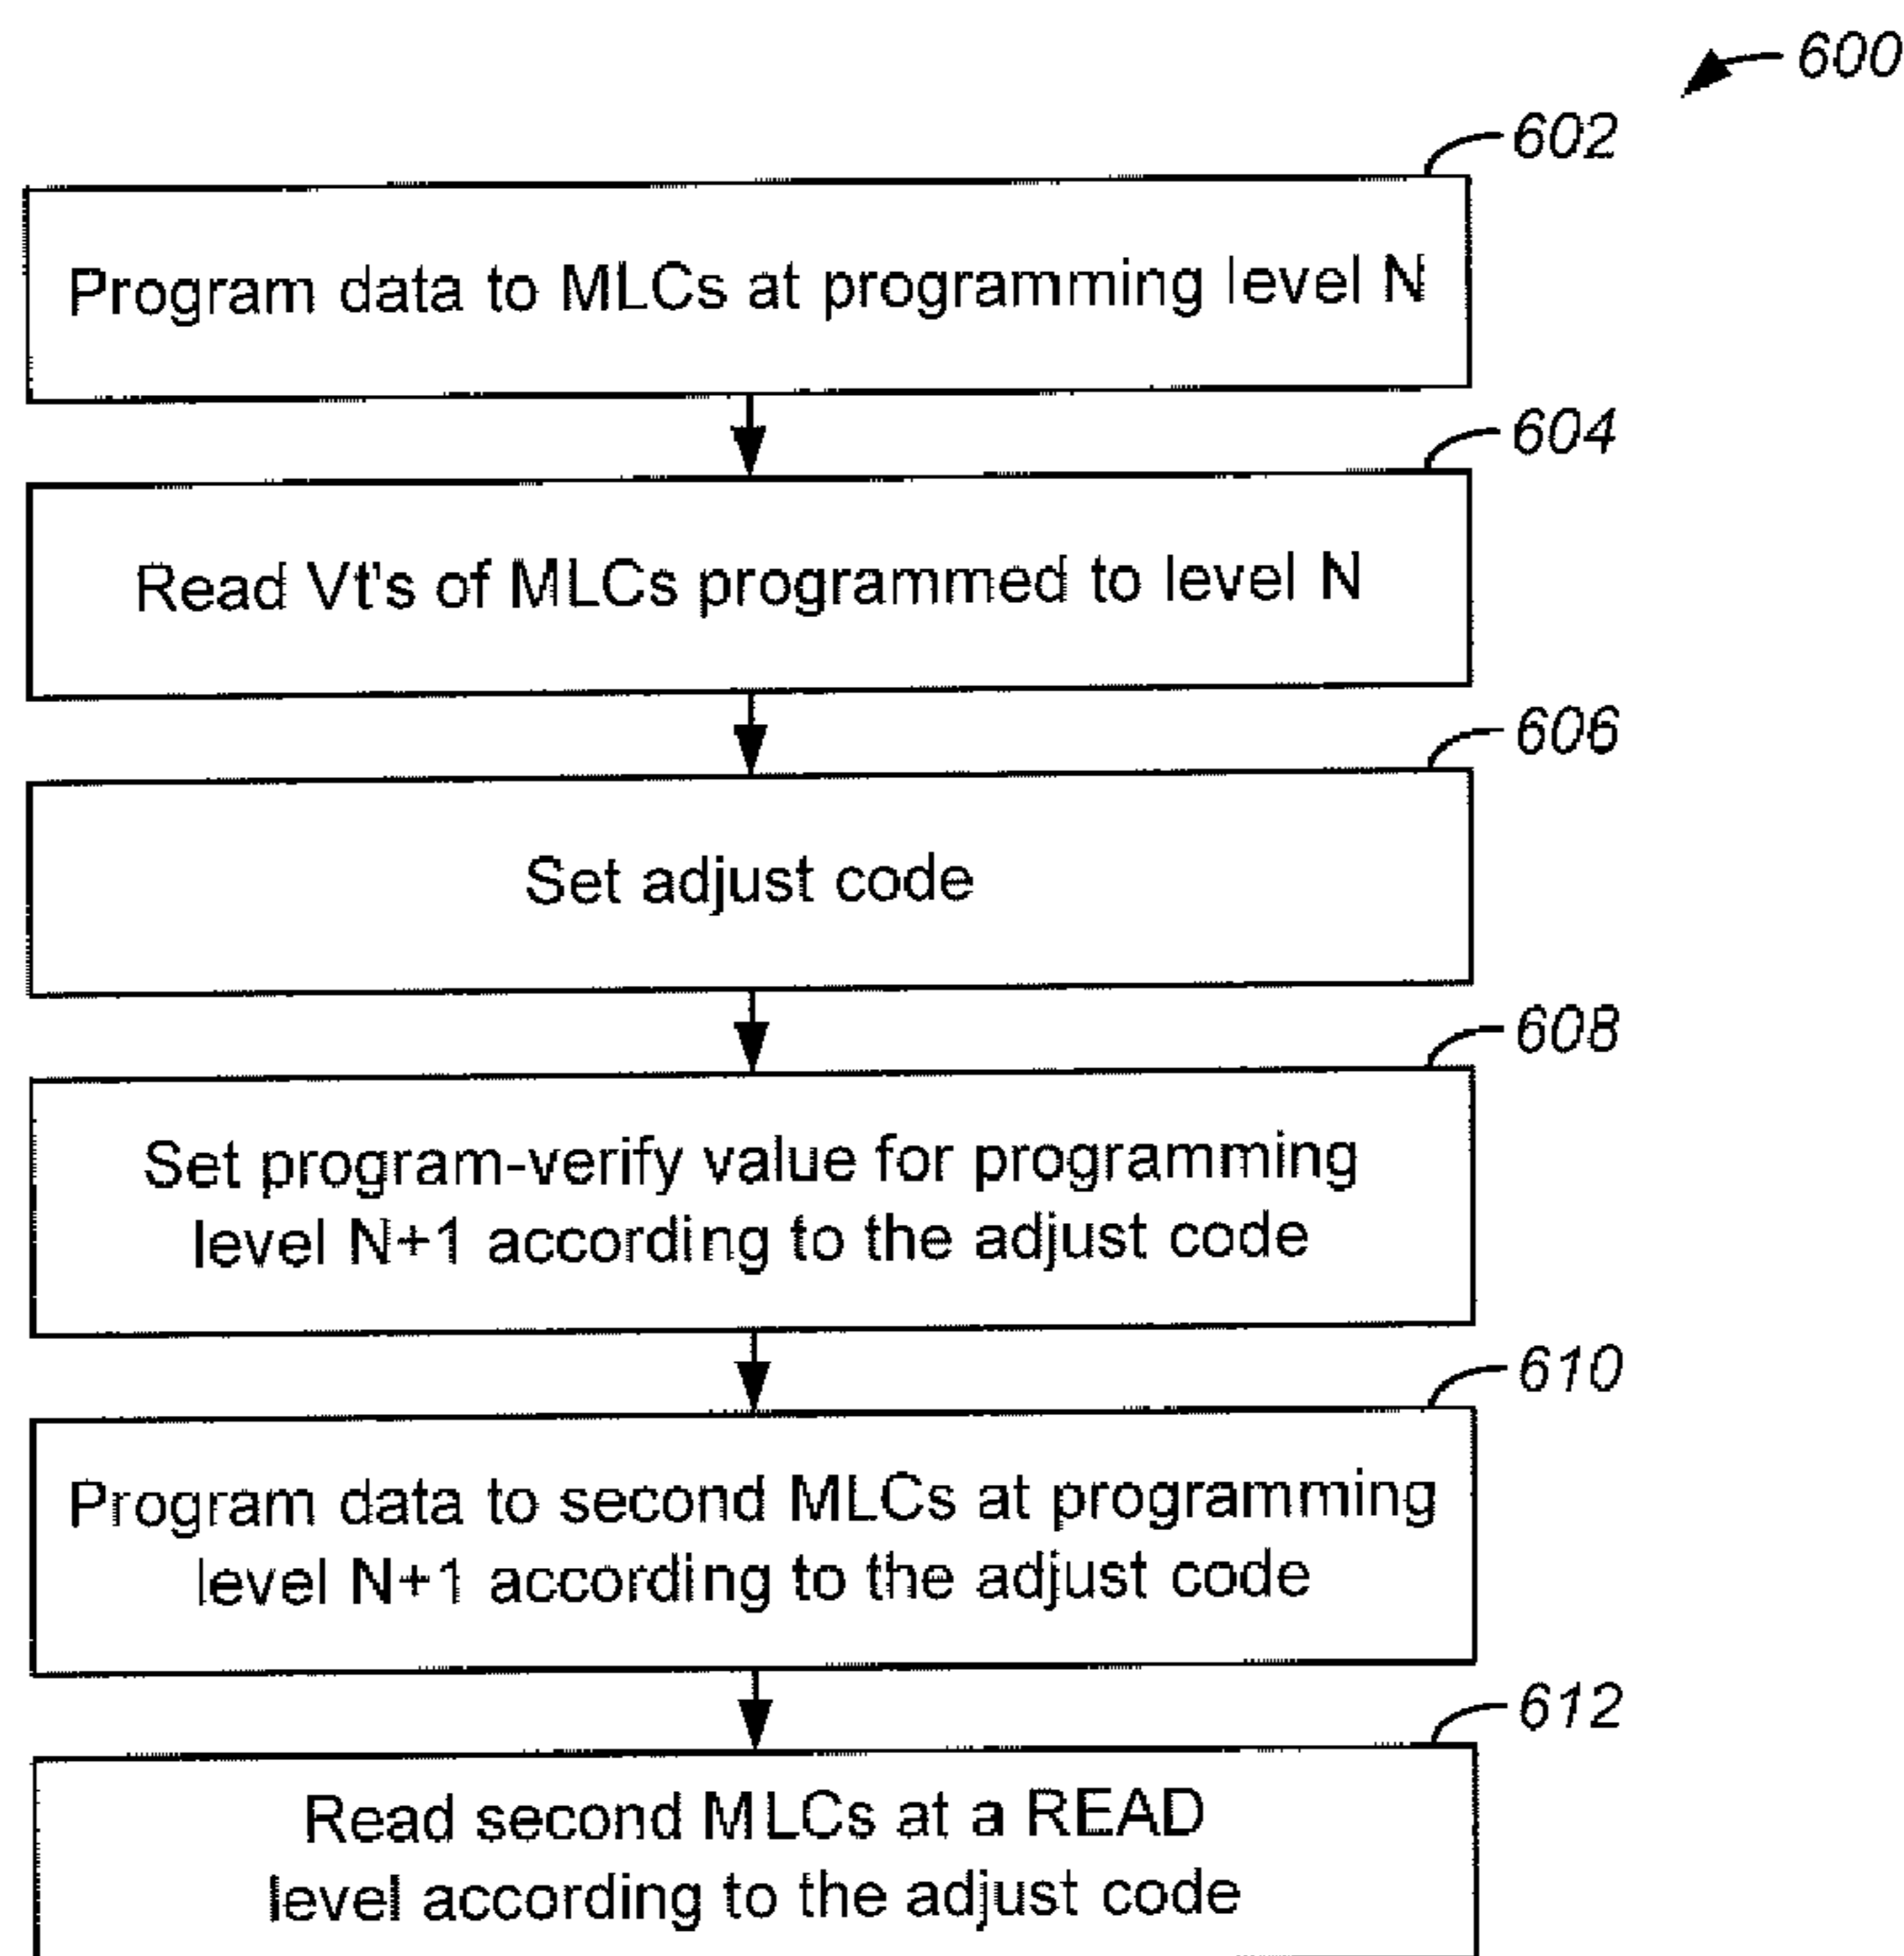 600
602
Program data to MLCs at programming level N
604
Read Vt's of MLCs programmed to level N
606
Set adjust code
608
Set program-verify value for programming
level N+1 according to the adjust code
610
Program data to second MLCs at programming
level N+1 according to the adjust code
612
Read second MLCs at a READ
level according to the adjust code